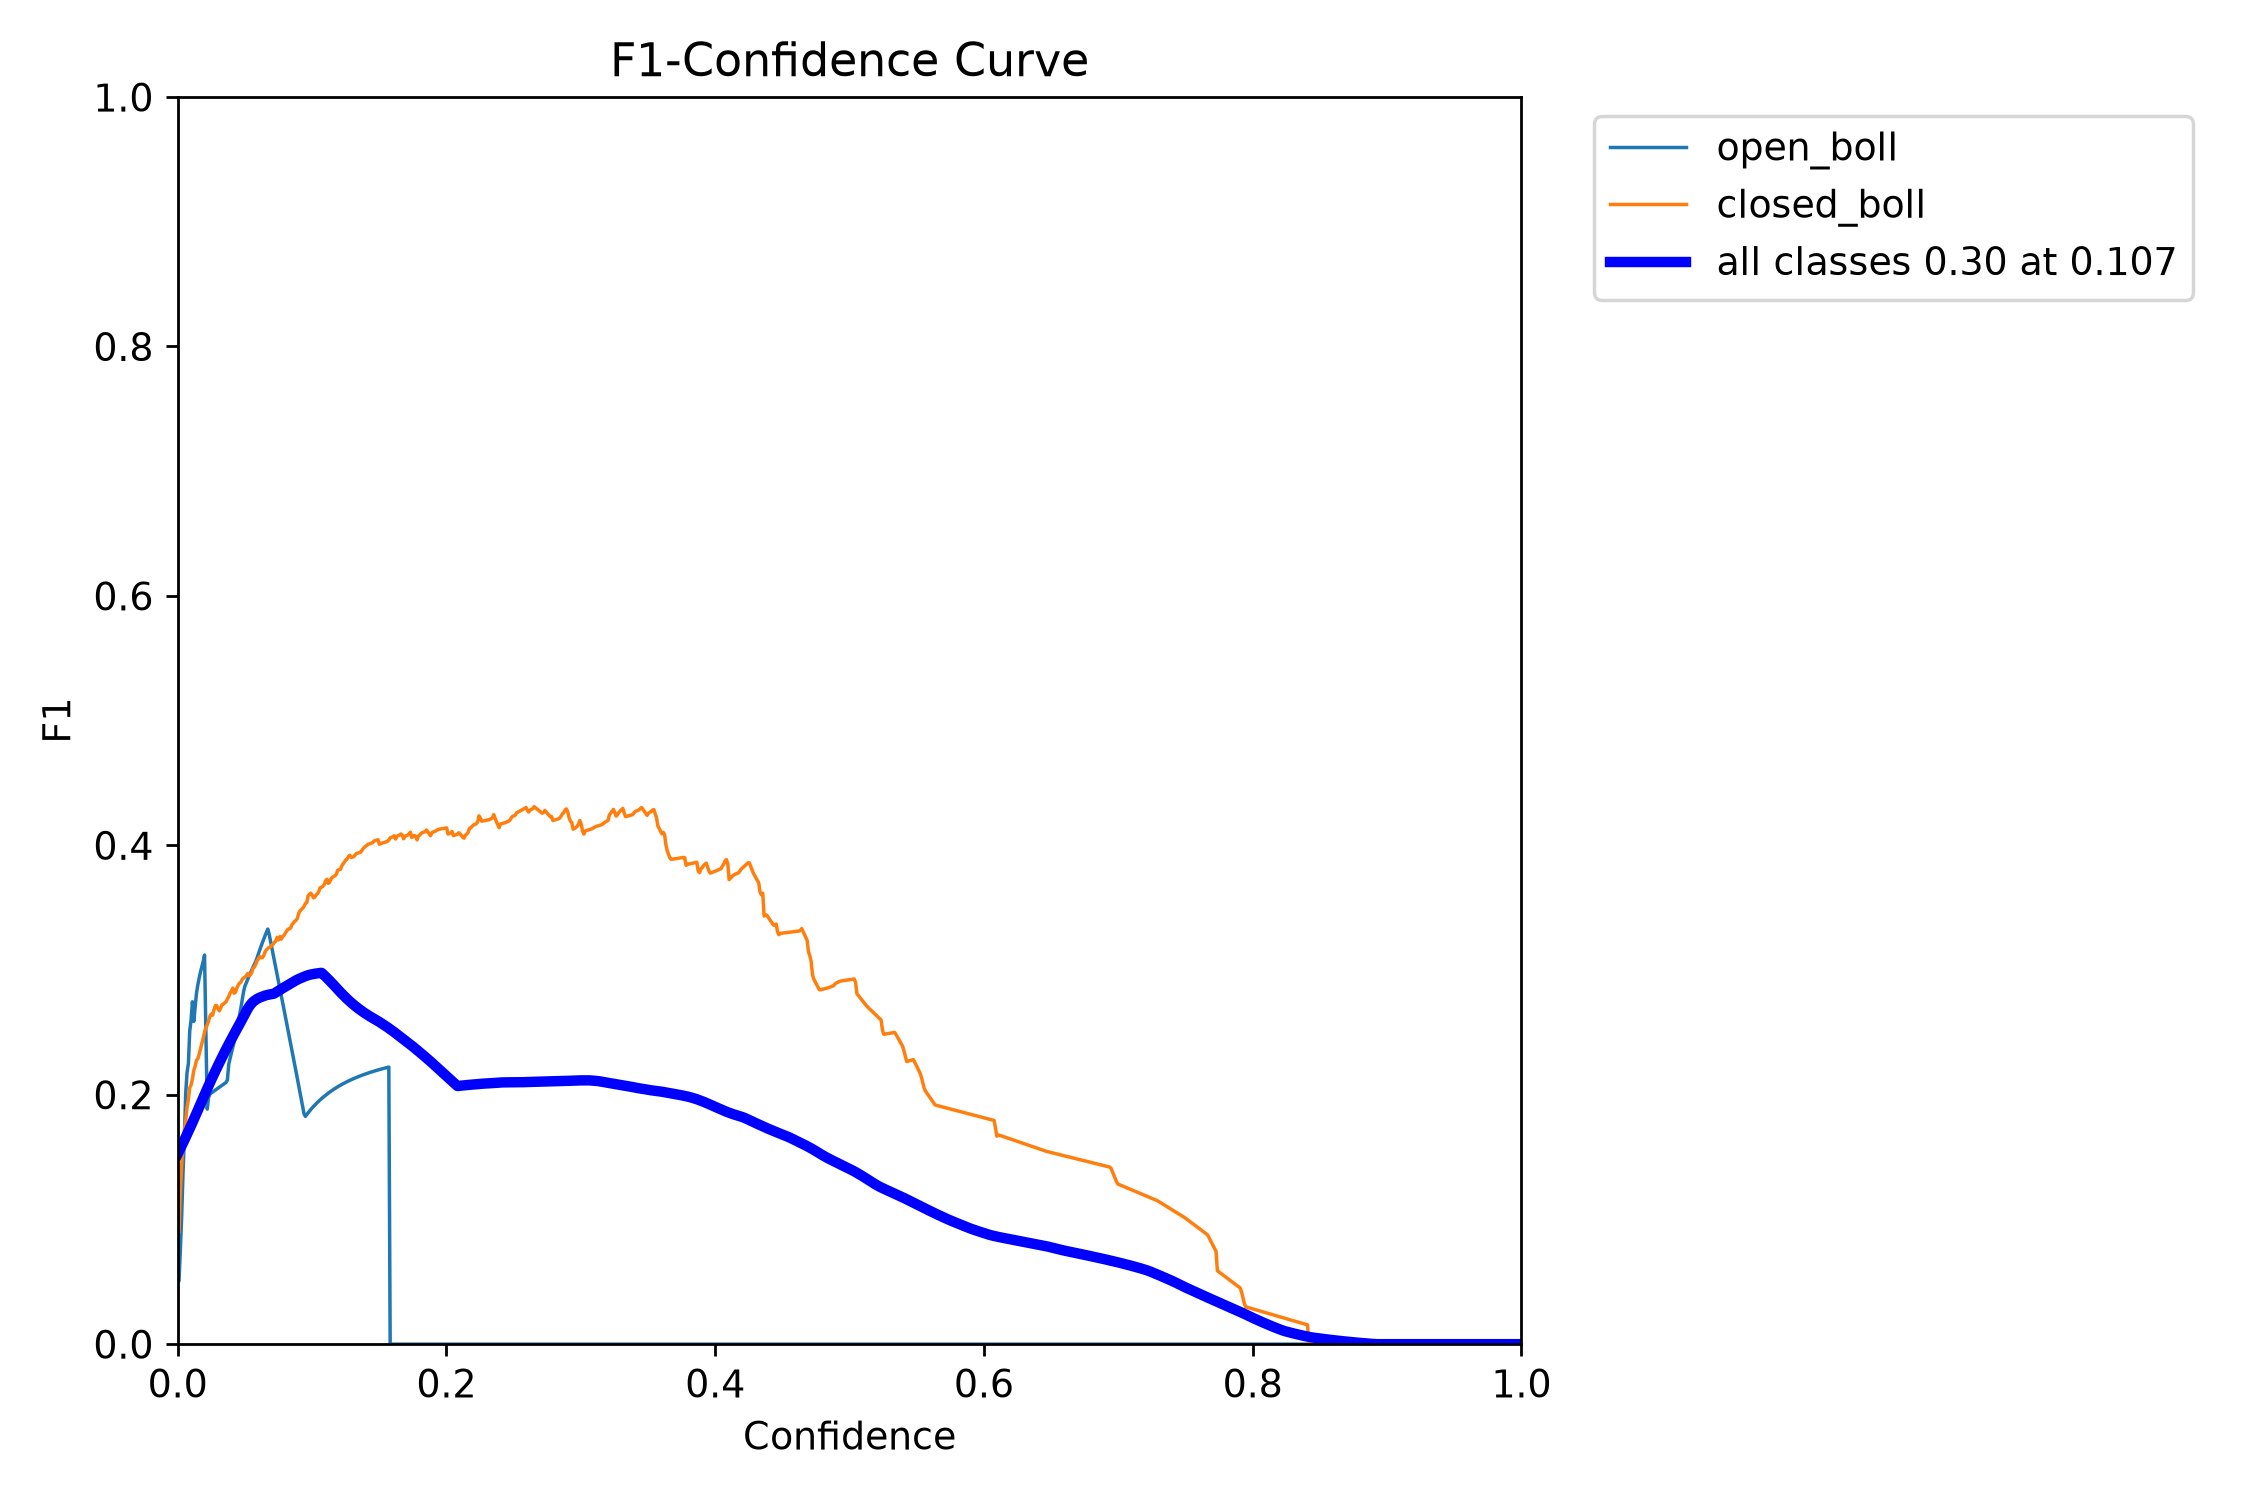 F1-Confidence Curve
1.0
0.8
0.6
0.4
0.2
0.0
F1
0.0 0.2 0.4 0.6 0.8 1.0
Confidence
open_boll
closed_boll
all classes 0.30 at 0.107